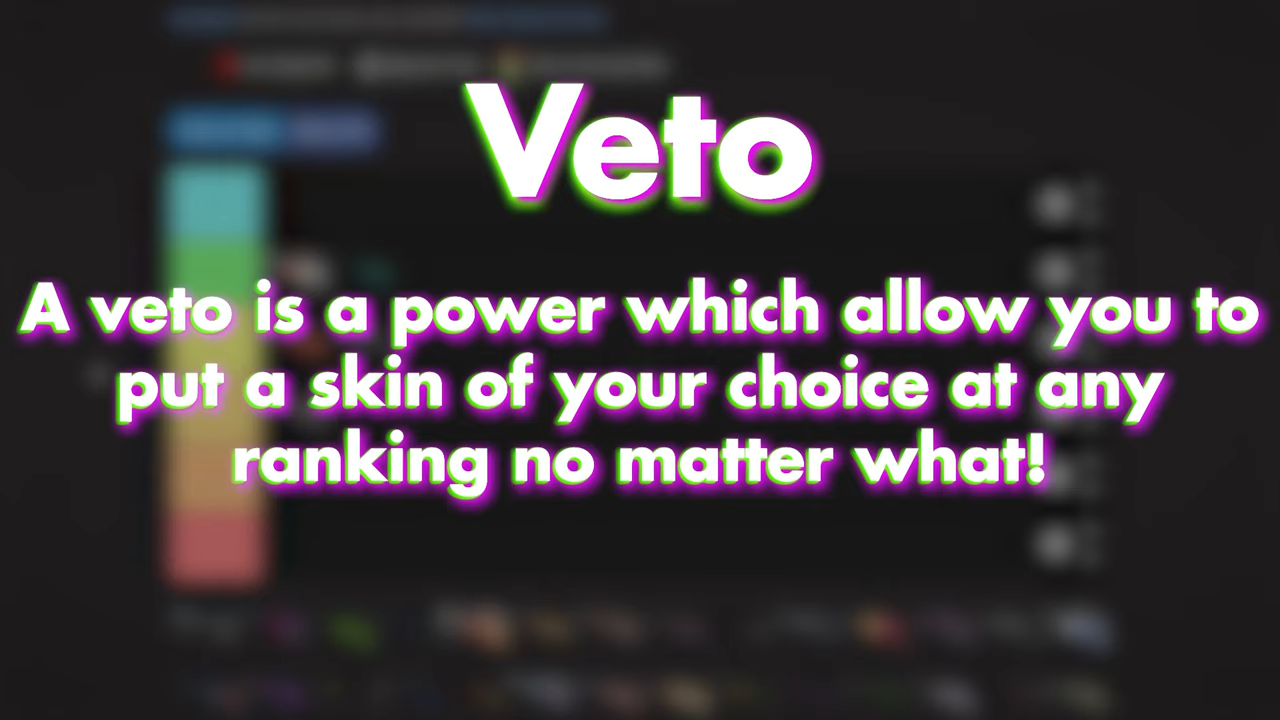 Veto
A veto is a power which allow you to
put a skin of your choice at any
ranking no matter what!